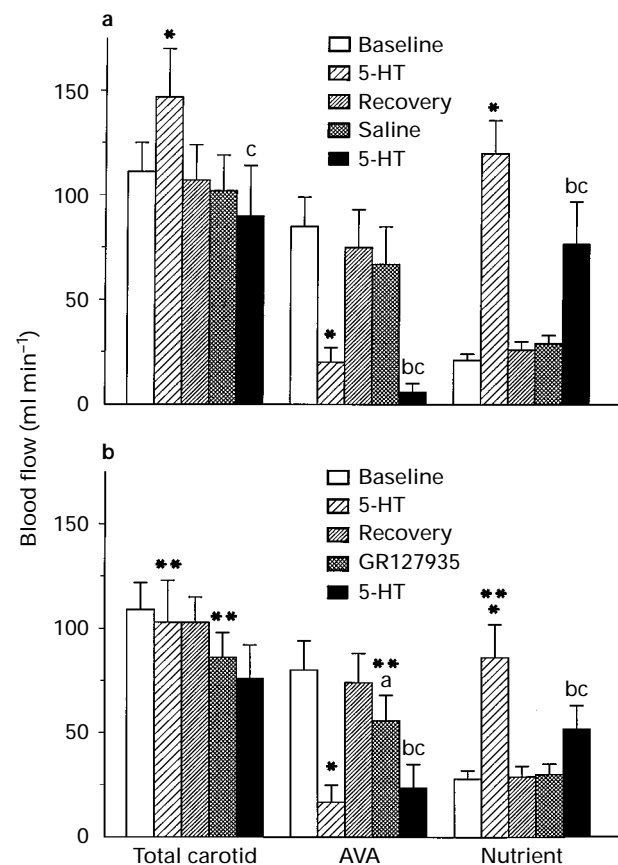 a
*
150
100
50
0
Baseline
5-HT
Recovery
Saline
5-HT
c
*
bc
*
bc
Blood flow (ml min⁻¹)
b
150
100
50
0
Baseline
5-HT
Recovery
GR127935
5-HT
**
**
*
**
a
bc
**
*
bc
Total carotid AVA Nutrient